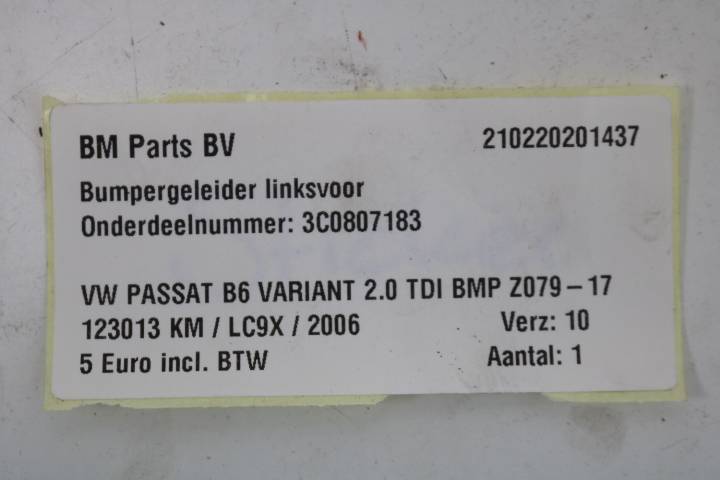 BM Parts BV 210220201437
Bumpergeleider linksvoor
Onderdeelnummer: 3C0807183
VW PASSAT B6 VARIANT 2.0 TDI BMP Z079-17
123013 KM / LC9X / 2006 Verz: 10
5 Euro incl. BTW Aantal: 1